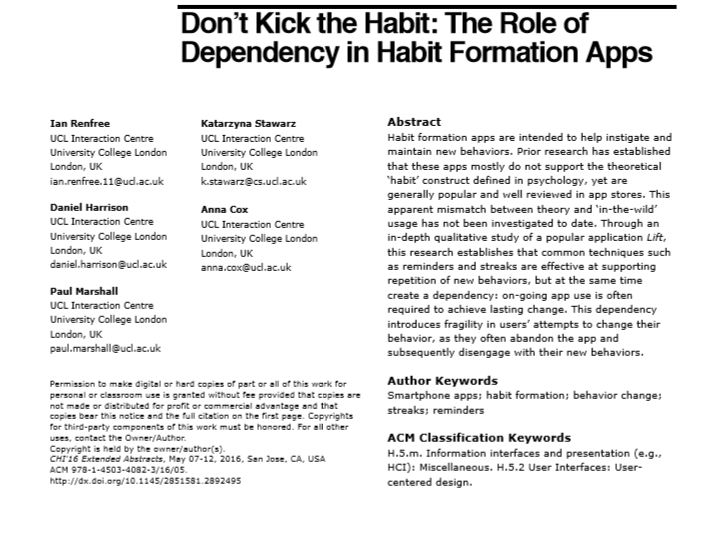 Don't Kick the Habit: The Role of
Dependency in Habit Formation Apps
Ian Renfree
UCL Interaction Centre
University College London
London, UK
ian.renfree.11@ucl.ac.uk
Daniel Harrison
UCL Interaction Centre
University College London
London, UK
daniel.harrison@ucl.ac.uk
Paul Marshall
UCL Interaction Centre
University College London
London, UK
paul.marshall@ucl.ac.uk
Katarzyna Stawarz
UCL Interaction Centre
University College London
London, UK
k.stawarz@cs.ucl.ac.uk
Anna Cox
UCL Interaction Centre
University College London
London, UK
anna.cox@ucl.ac.uk
Permission to make digital or hard copies of part or all of this work for
personal or classroom use is granted without fee provided that copies are
not made or distributed for profit or commercial advantage and that
copies bear this notice and the full citation on the first page. Copyrights
for third-party components of this work must be honored. For all other
uses, contact the Owner/Author.
Copyright is held by the owner/author(s).
CHI'16 Extended Abstracts, May 07-12, 2016, San Jose, CA, USA
ACM 978-1-4503-4082-3/16/05.
http://dx.doi.org/10.1145/2851581.2892495
Abstract
Habit formation apps are intended to help instigate and
maintain new behaviors. Prior research has established
that these apps mostly do not support the theoretical
'habit' construct defined in psychology, yet are
generally popular and well reviewed in app stores. This
apparent mismatch between theory and 'in-the-wild'
usage has not been investigated to date. Through an
in-depth qualitative study of a popular application Lift,
this research establishes that common techniques such
as reminders and streaks are effective at supporting
repetition of new behaviors, but at the same time
create a dependency: on-going app use is often
required to achieve lasting change. This dependency
introduces fragility in users' attempts to change their
behavior, as they often abandon the app and
subsequently disengage with their new behaviors.
Author Keywords
Smartphone apps; habit formation; behavior change;
streaks; reminders
ACM Classification Keywords
H.5.m. Information interfaces and presentation (e.g.,
HCI): Miscellaneous. H.5.2 User Interfaces: User-
centered design.